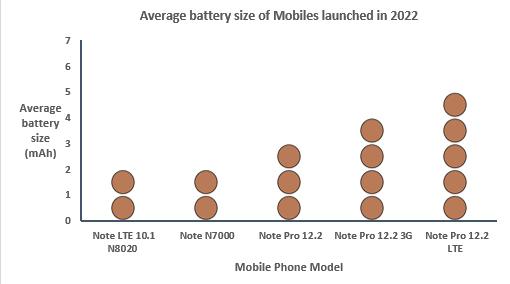 Average battery size of Mobiles launched in 2022
7
6
5
4
3
2
1
0
Average
battery
size
(mAh)
Note LTE 10.1
N8020
Note N7000
Note Pro 12.2
Note Pro 12.2 3G
Note Pro 12.2
LTE
Mobile Phone Model